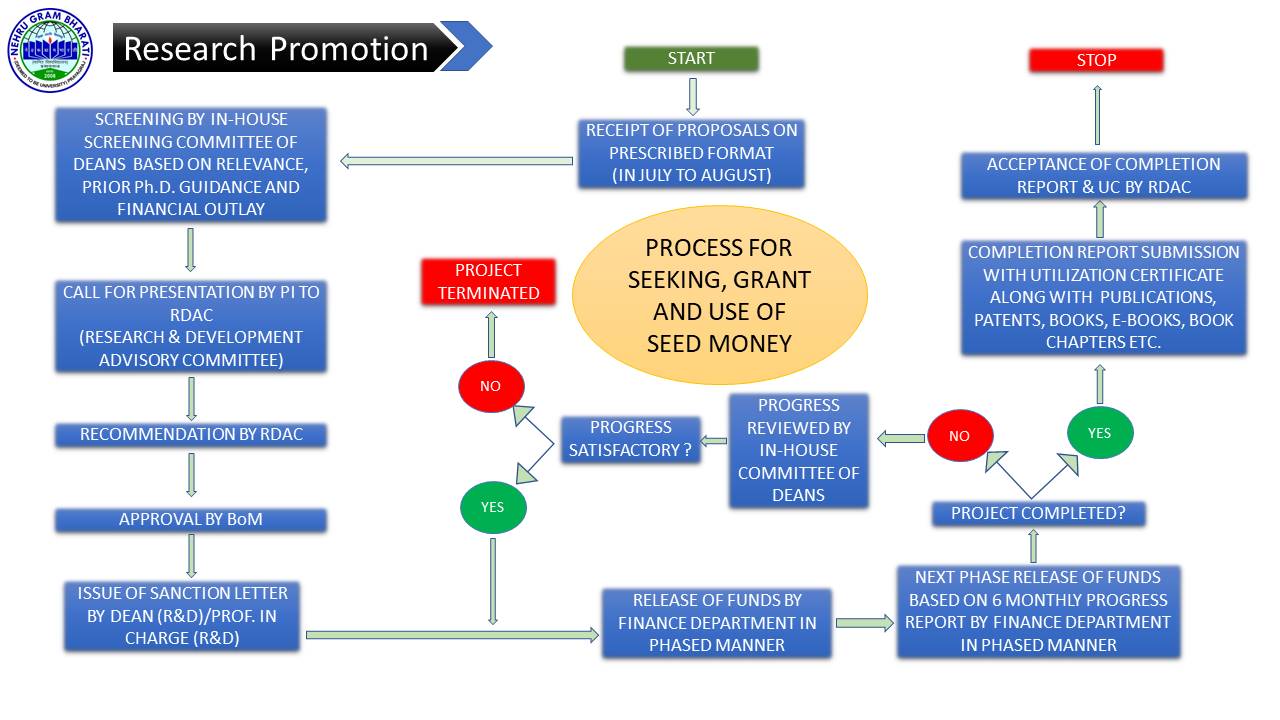 NEHRU GRAM BHARATI
(DEEMED TO BE UNIVERSITY) PRAYAGRAJ
2008
Research Promotion
START
RECEIPT OF PROPOSALS ON
PRESCRIBED FORMAT
(IN JULY TO AUGUST)
SCREENING BY IN-HOUSE
SCREENING COMMITTEE OF
DEANS BASED ON RELEVANCE,
PRIOR Ph.D. GUIDANCE AND
FINANCIAL OUTLAY
CALL FOR PRESENTATION BY PI TO
RDAC
(RESEARCH & DEVELOPMENT
ADVISORY COMMITTEE)
RECOMMENDATION BY RDAC
APPROVAL BY BoM
ISSUE OF SANCTION LETTER
BY DEAN (R&D)/PROF. IN
CHARGE (R&D)
PROCESS FOR
SEEKING, GRANT
AND USE OF
SEED MONEY
PROJECT
TERMINATED
NO
YES
PROGRESS
SATISFACTORY ?
PROGRESS
REVIEWED BY
IN-HOUSE
COMMITTEE OF
DEANS
RELEASE OF FUNDS BY
FINANCE DEPARTMENT IN
PHASED MANNER
NEXT PHASE RELEASE OF FUNDS
BASED ON 6 MONTHLY PROGRESS
REPORT BY FINANCE DEPARTMENT
IN PHASED MANNER
PROJECT COMPLETED?
NO
YES
COMPLETION REPORT SUBMISSION
WITH UTILIZATION CERTIFICATE
ALONG WITH PUBLICATIONS,
PATENTS, BOOKS, E-BOOKS, BOOK
CHAPTERS ETC.
ACCEPTANCE OF COMPLETION
REPORT & UC BY RDAC
STOP